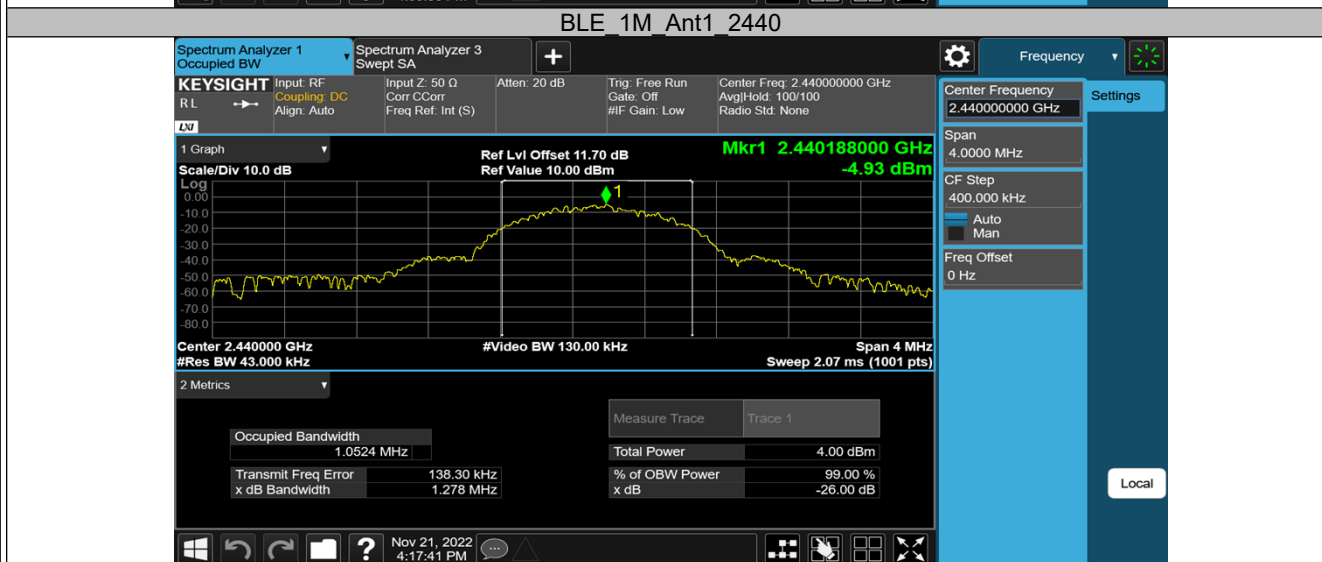 BLE_1M_Ant1_2440
Spectrum Analyzer 1
Occupied BW
Spectrum Analyzer 3
Swept SA
+
Frequency
KEYSIGHT
RL
LXI
Input: RF
Coupling: DC
Align: Auto
Input Z: 50 Ω
Corr CCorr
Freq Ref: Int (S)
Atten: 20 dB
Trig: Free Run
Gate: Off
#IF Gain: Low
Center Freq: 2.440000000 GHz
Avg|Hold: 100/100
Radio Std: None
Center Frequency
2.440000000 GHz
Settings
Span
4.0000 MHz
CF Step
400.000 kHz
Auto
Man
Freq Offset
0 Hz
1 Graph
Scale/Div 10.0 dB
Ref Lvl Offset 11.70 dB
Ref Value 10.00 dBm
Mkr1 2.440188000 GHz
-4.93 dBm
Log
1
0.00
-10.0
-20.0
-30.0
-40.0
-50.0
-60.0
-70.0
-80.0
Center 2.440000 GHz
#Video BW 130.00 kHz
Span 4 MHz
#Res BW 43.000 kHz
Sweep 2.07 ms (1001 pts)
2 Metrics
Measure Trace
Trace 1
Occupied Bandwidth
1.0524 MHz
Total Power
4.00 dBm
Transmit Freq Error
138.30 kHz
% of OBW Power
99.00 %
x dB Bandwidth
1.278 MHz
x dB
-26.00 dB
Local
?
Nov 21, 2022
4:17:41 PM